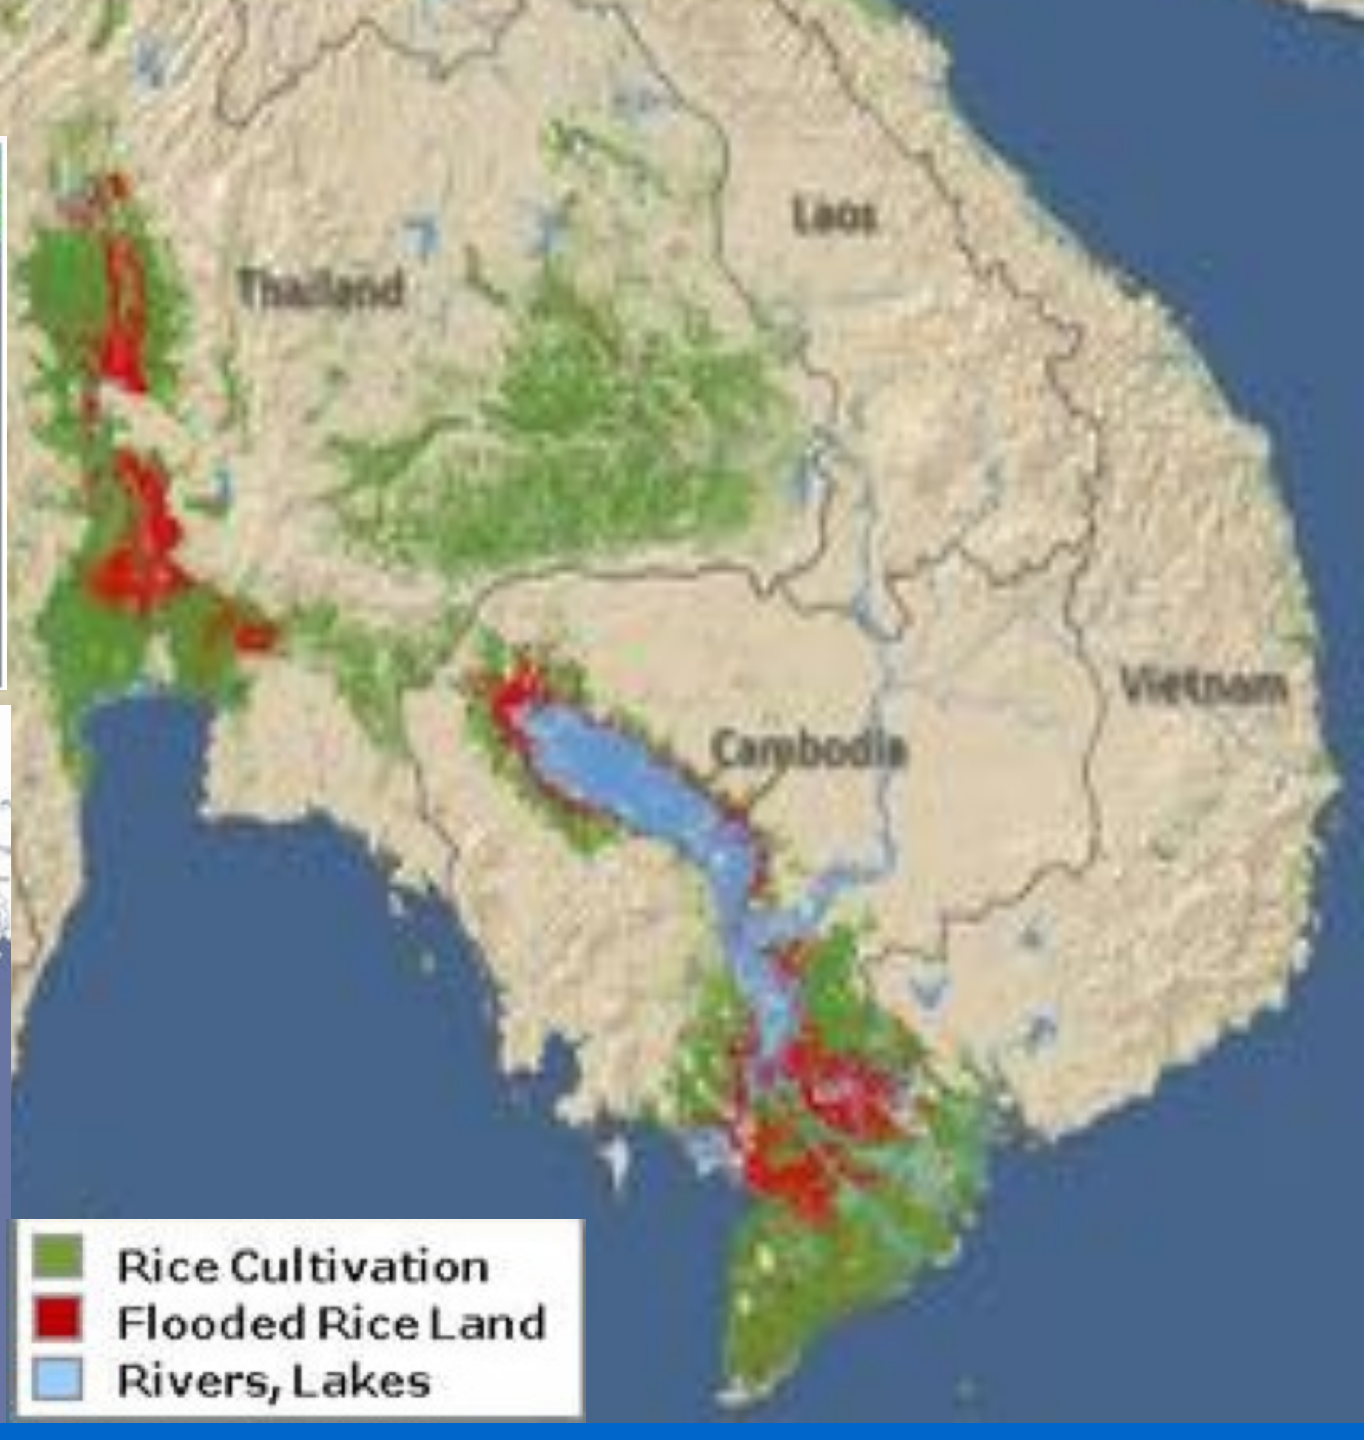 Laos
Thailand
Vietnam
Cambodia
Rice Cultivation
Flooded Rice Land
Rivers, Lakes